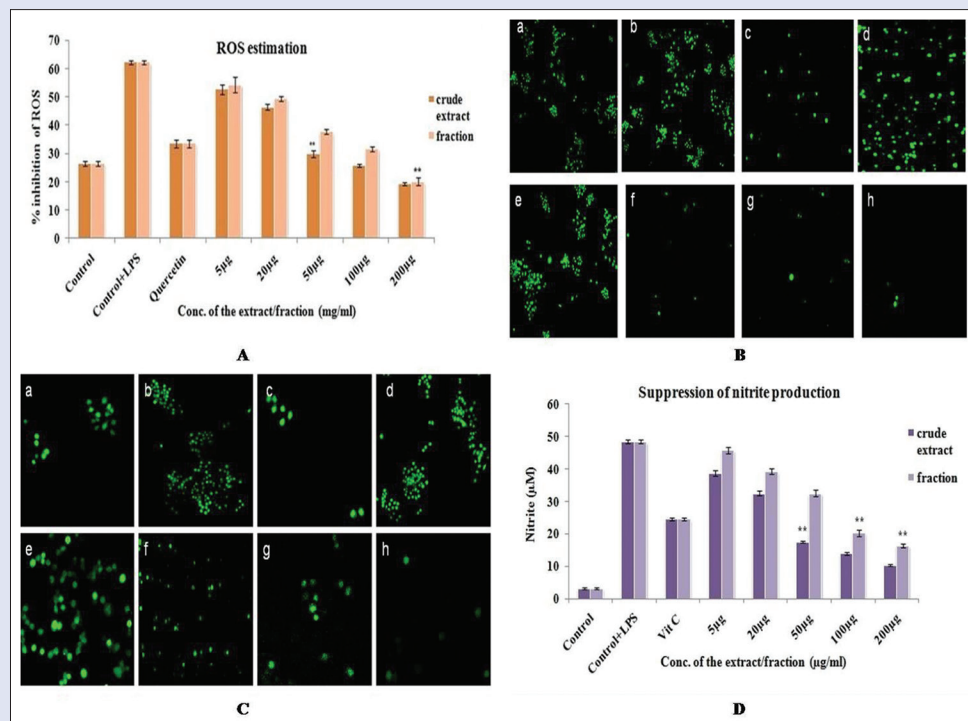 ROS estimation
% inhibition of ROS
70
60
50
40
30
20
10
0
**
**
crude
extract
fraction
Control
Control+LPS
Quercetin
5µg
20µg
50µg
100µg
200µg
Conc. of the extract/fraction (mg/ml)
A
a
b
c
d
e
f
g
h
B
a
b
c
d
e
f
g
h
C
Suppression of nitrite production
Nitrite (µM)
60
50
40
30
20
10
0
**
**
**
crude
extract
fraction
Control
Control+LPS
Vit C
5µg
20µg
50µg
100µg
200µg
Conc. of the extract/fraction (µg/ml)
D